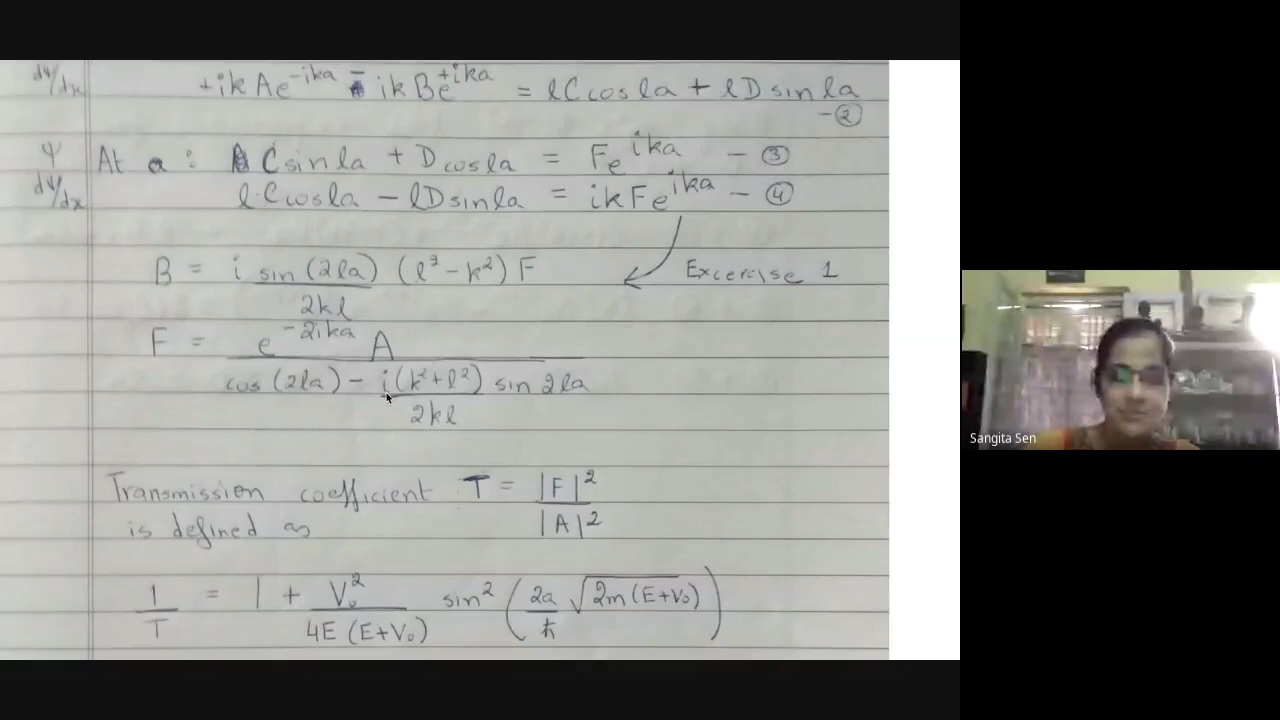 dψ/dx +ikAe^-ika - ikBe^+ika = lC cos la + lD sin la - ②
ψ At a : C sin la + D cos la = Fe^ika - ③
dψ/dx l·C cos la - lD sin la = ikFe^ika - ④
B = i sin (2la) / 2kl (l² - k²) F Excercise 1
F = e^-2ika A / cos (2la) - i(k²+l²) / 2kl sin 2la
Sangita Sen
Transmission coefficient T = |F|² / |A|²
is defined as
1/T = 1 + V₀² / 4E (E+V₀) sin² (2a/ħ √2m(E+V₀))